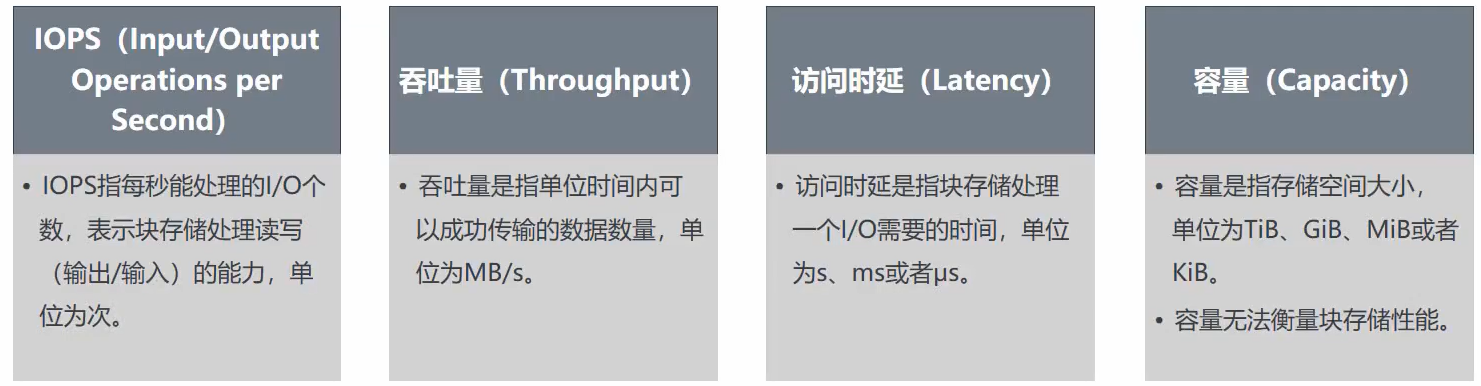 IOPS（Input/Output
Operations per
Second）
• IOPS指每秒能处理的I/O个
数，表示块存储处理读写
（输出/输入）的能力，单
位为次。
吞吐量（Throughput）
• 吞吐量是指单位时间内可
以成功传输的数据数量，单
位为MB/s。
访问时延（Latency）
• 访问时延是指块存储处理
一个I/O需要的时间，单位
为s、ms或者μs。
容量（Capacity）
• 容量是指存储空间大小，
单位为TiB、GiB、MiB或者
KiB。
• 容量无法衡量块存储性能。